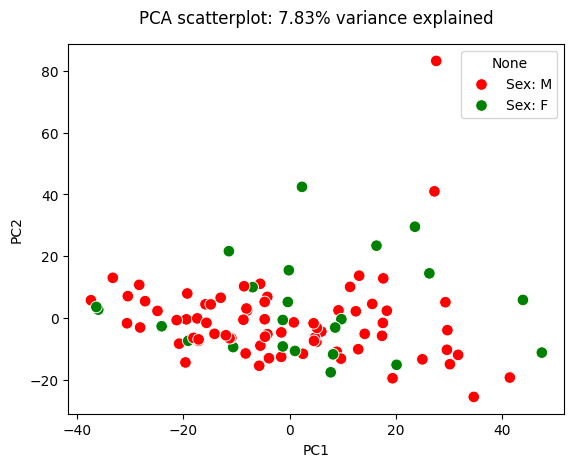 PCA scatterplot: 7.83% variance explained
None
Sex: M
Sex: F
80
60
40
20
0
−20
PC2
−40
−20
0
20
40
PC1